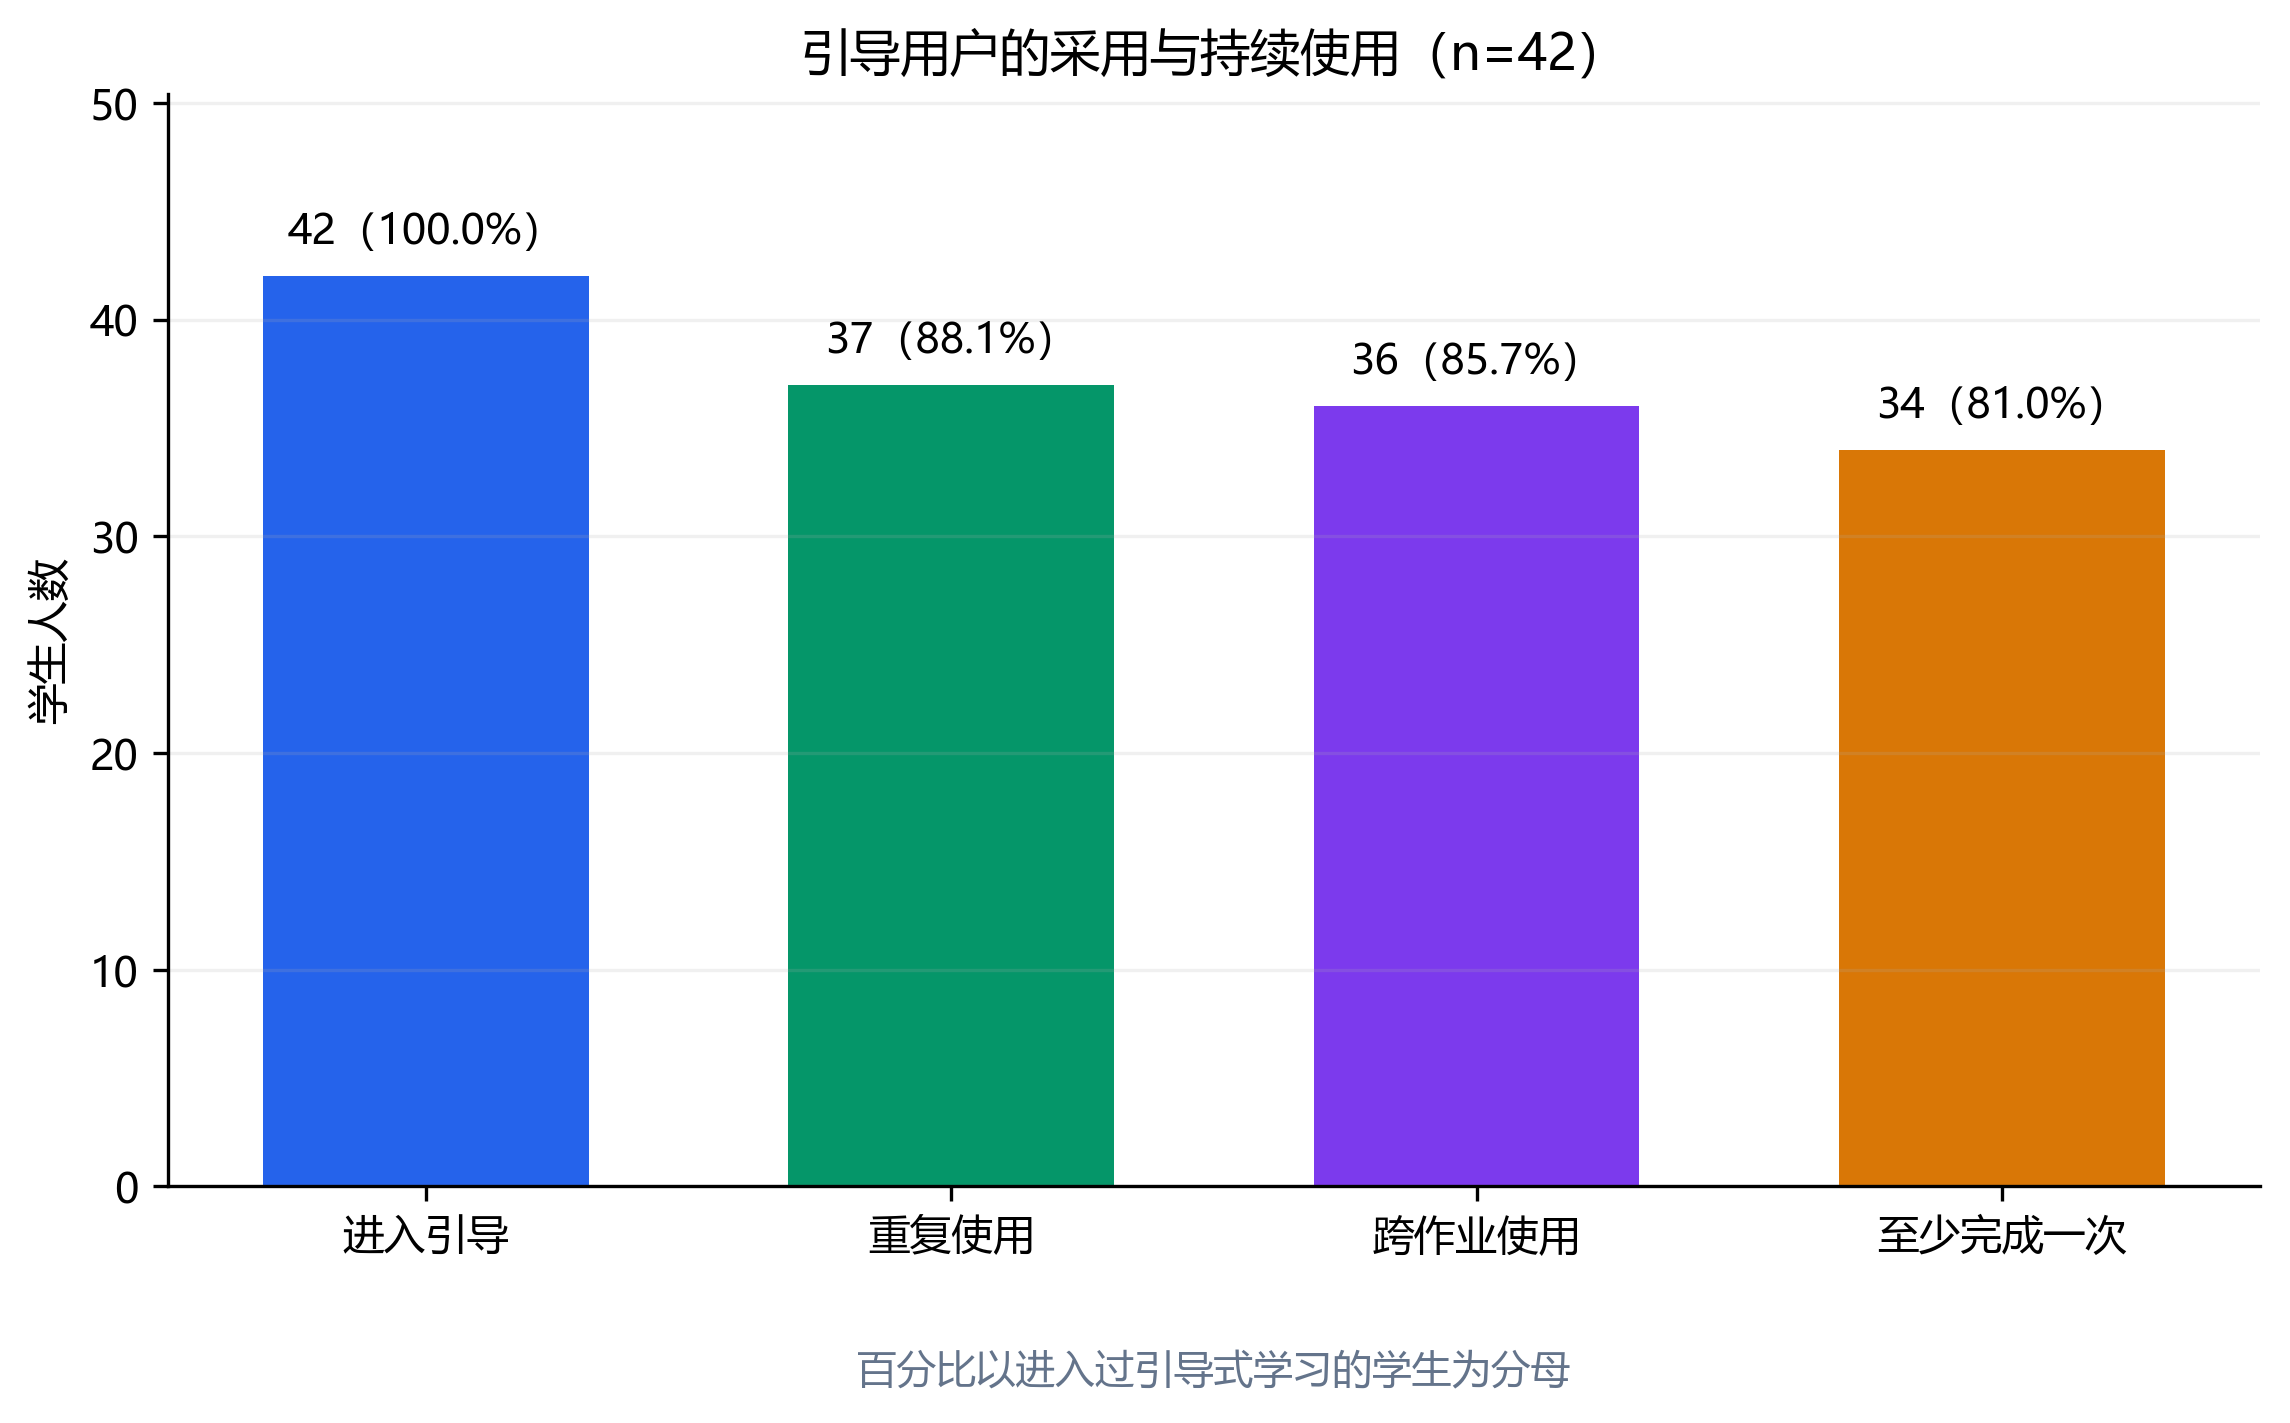 引导用户的采用与持续使用（n=42）
50
40
30
20
10
0
学生人数
42（100.0%）
37（88.1%）
36（85.7%）
34（81.0%）
进入引导
重复使用
跨作业使用
至少完成一次
百分比以进入过引导式学习的学生为分母